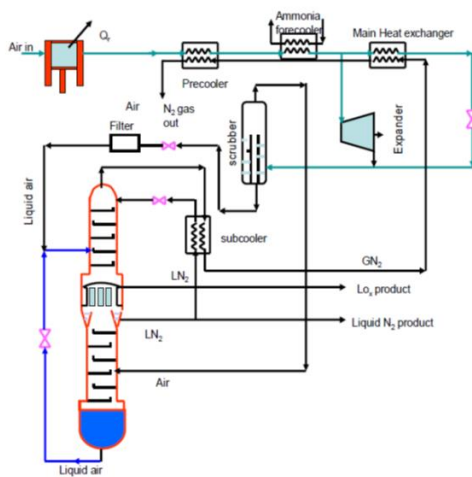 Ammonia
forecooler
Main Heat exchanger
Air in
Qr
Precooler
N2 gas
out
Air
Filter
scrubber
Expander
Liquid air
subcooler
GN2
LN2
Lox product
Liquid N2 product
LN2
Air
Liquid air